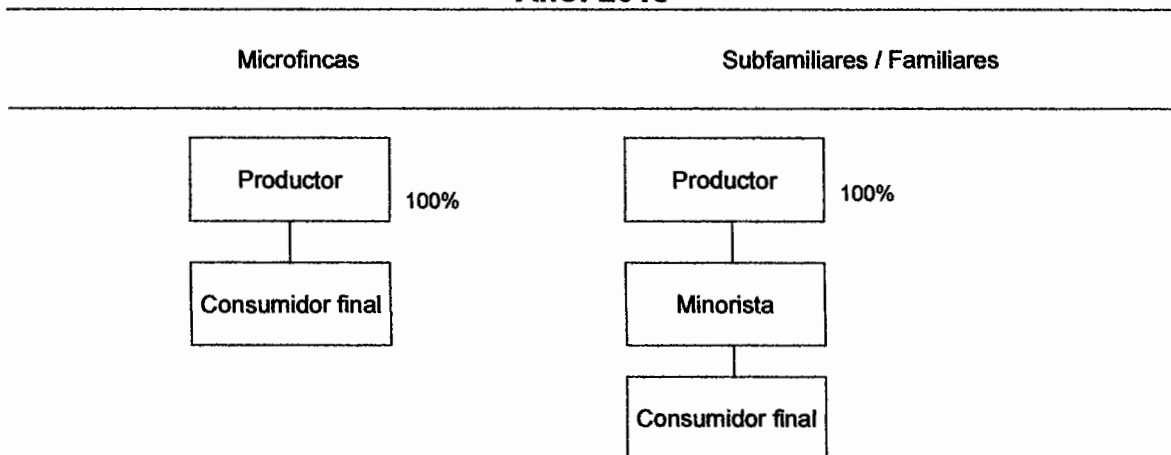 Microfincas
Subfamiliares / Familiares
Productor
100%
Consumidor final
Productor
100%
Minorista
Consumidor final